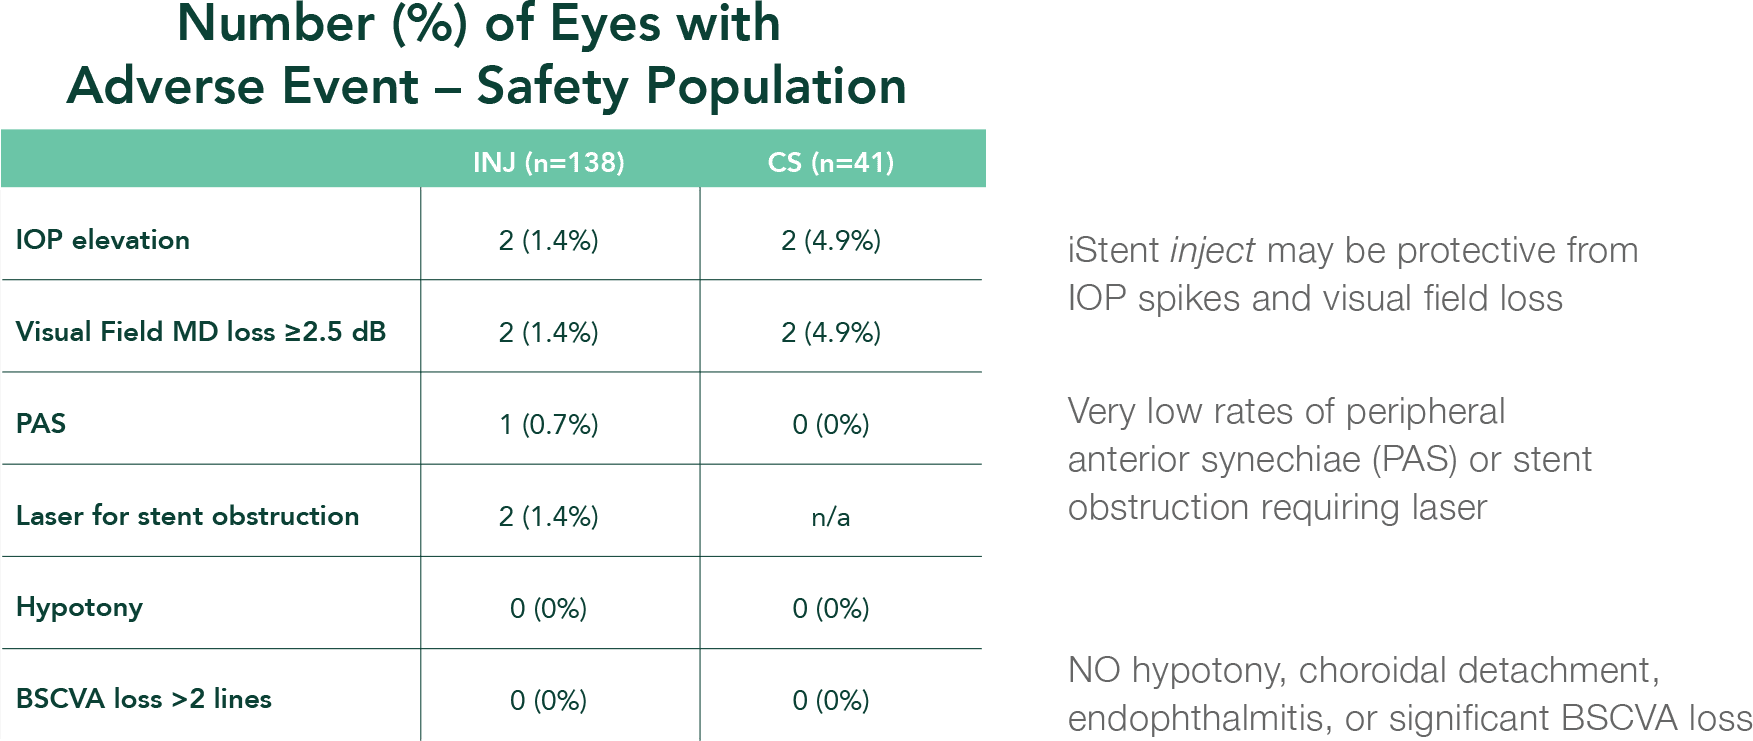 Number (%) of Eyes with
Adverse Event – Safety Population
INJ (n=138) CS (n=41)
IOP elevation 2 (1.4%) 2 (4.9%)
Visual Field MD loss ≥2.5 dB 2 (1.4%) 2 (4.9%)
PAS 1 (0.7%) 0 (0%)
Laser for stent obstruction 2 (1.4%) n/a
Hypotony 0 (0%) 0 (0%)
BSCVA loss >2 lines 0 (0%) 0 (0%)
iStent inject may be protective from
IOP spikes and visual field loss
Very low rates of peripheral
anterior synechiae (PAS) or stent
obstruction requiring laser
NO hypotony, choroidal detachment,
endophthalmitis, or significant BSCVA loss